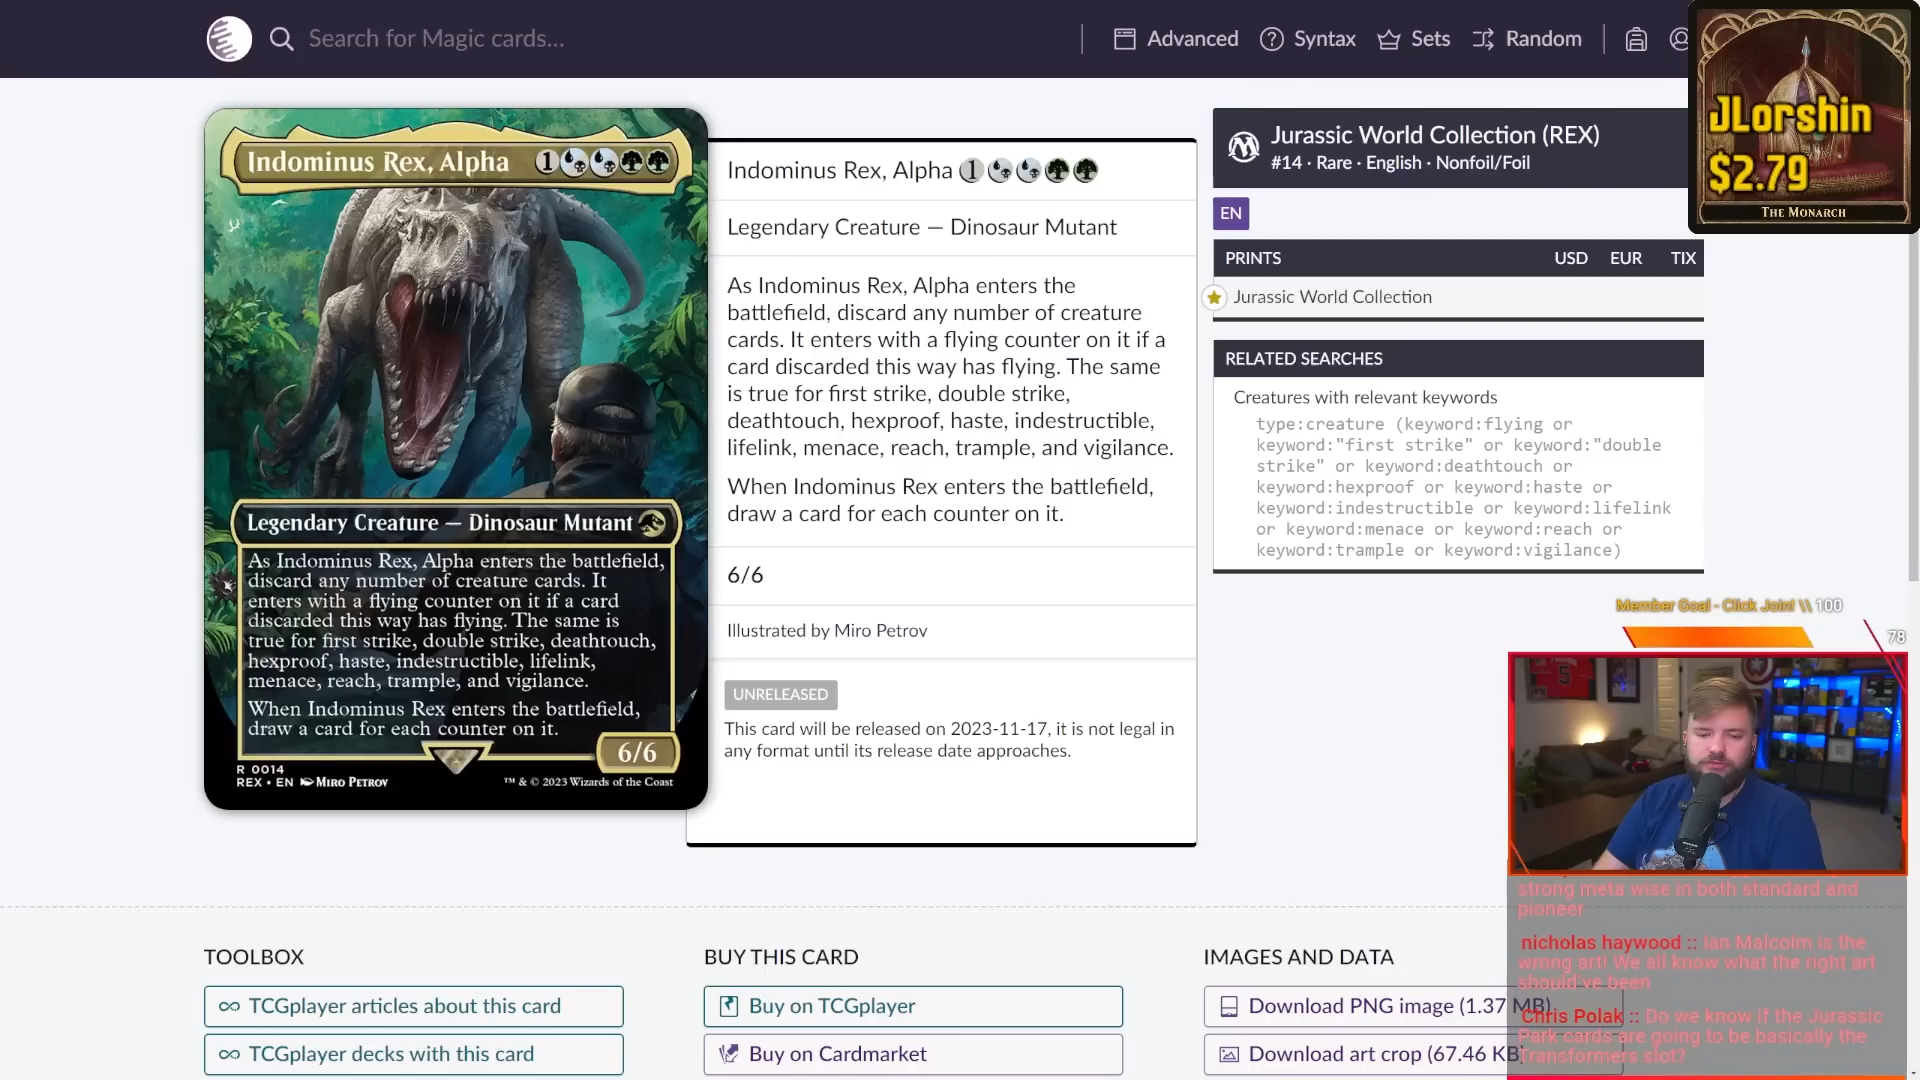 Search for Magic cards...
Advanced
Syntax
Sets
Random
JLorshin
$2.79
THE MONARCH
Indominus Rex, Alpha 1
Legendary Creature — Dinosaur Mutant
As Indominus Rex, Alpha enters the battlefield,
discard any number of creature cards. It
enters with a flying counter on it if a card
discarded this way has flying. The same is
true for first strike, double strike, deathtouch,
hexproof, haste, indestructible, lifelink,
menace, reach, trample, and vigilance.
When Indominus Rex enters the battlefield,
draw a card for each counter on it.
6/6
R 0014
REX • EN MIRO PETROV
™ & © 2023 Wizards of the Coast
Indominus Rex, Alpha 1
Legendary Creature — Dinosaur Mutant
As Indominus Rex, Alpha enters the
battlefield, discard any number of creature
cards. It enters with a flying counter on it if a
card discarded this way has flying. The same
is true for first strike, double strike,
deathtouch, hexproof, haste, indestructible,
lifelink, menace, reach, trample, and vigilance.
When Indominus Rex enters the battlefield,
draw a card for each counter on it.
6/6
Illustrated by Miro Petrov
UNRELEASED
This card will be released on 2023-11-17, it is not legal in
any format until its release date approaches.
Jurassic World Collection (REX)
#14 · Rare · English · Nonfoil/Foil
EN
PRINTS USD EUR TIX
Jurassic World Collection
RELATED SEARCHES
Creatures with relevant keywords
type:creature (keyword:flying or
keyword:"first strike" or keyword:"double
strike" or keyword:deathtouch or
keyword:hexproof or keyword:haste or
keyword:indestructible or keyword:lifelink
or keyword:menace or keyword:reach or
keyword:trample or keyword:vigilance)
Member Goal - Click Join! \\ 100
78
strong meta wise in both standard and
pioneer
nicholas haywood :: Ian Malcolm is the
wrong art! We all know what the right art
should've been
Chris Polak :: Do we know if the Jurassic
Park cards are going to be basically the
Transformers slot?
TOOLBOX
TCGplayer articles about this card
TCGplayer decks with this card
BUY THIS CARD
Buy on TCGplayer
Buy on Cardmarket
IMAGES AND DATA
Download PNG image (1.37 MB)
Download art crop (67.46 KB